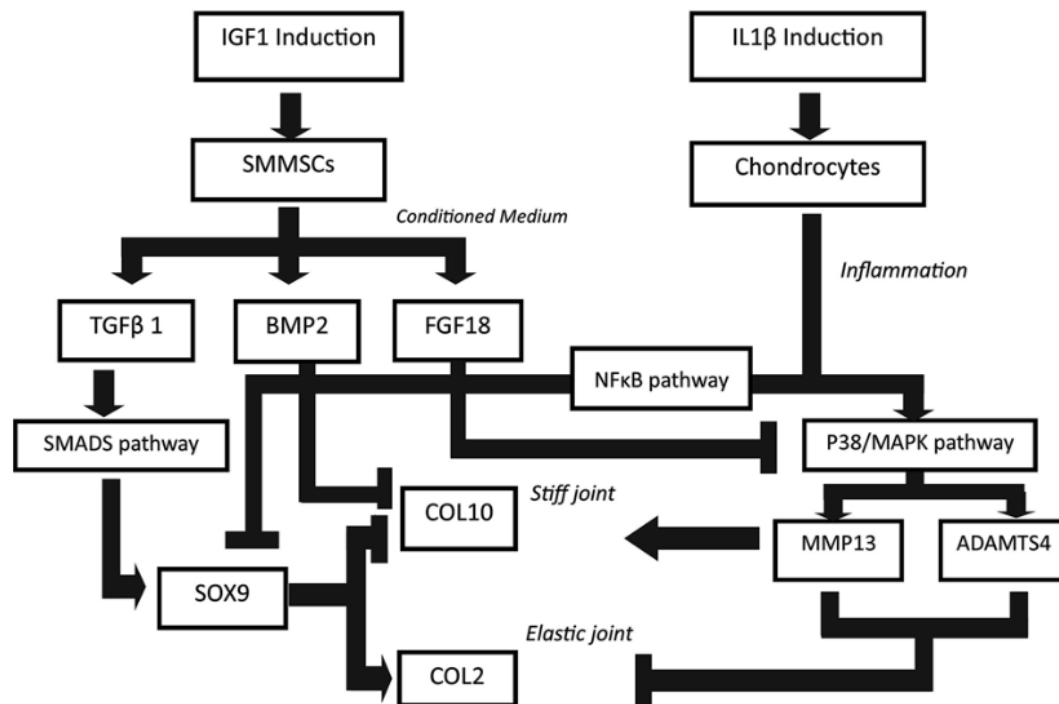 IGF1 Induction
IL1β Induction
SMMSCs
Chondrocytes
Conditioned Medium
Inflammation
TGFβ 1
BMP2
FGF18
NFκB pathway
SMADS pathway
P38/MAPK pathway
Stiff joint
COL10
MMP13
ADAMTS4
SOX9
Elastic joint
COL2